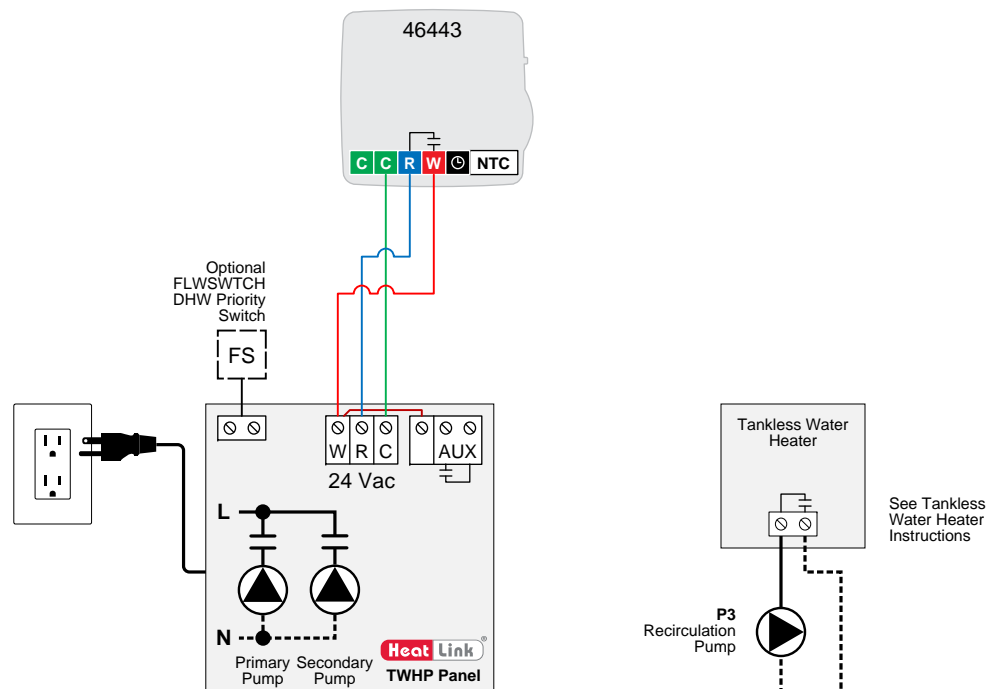 46443
C C R W NTC
Optional
FLWSWTCH
DHW Priority
Switch
FS
W R C AUX
24 Vac
L
N
Primary
Pump
Secondary
Pump
Heat Link®
TWHP Panel
Tankless Water
Heater
See Tankless
Water Heater
Instructions
P3
Recirculation
Pump